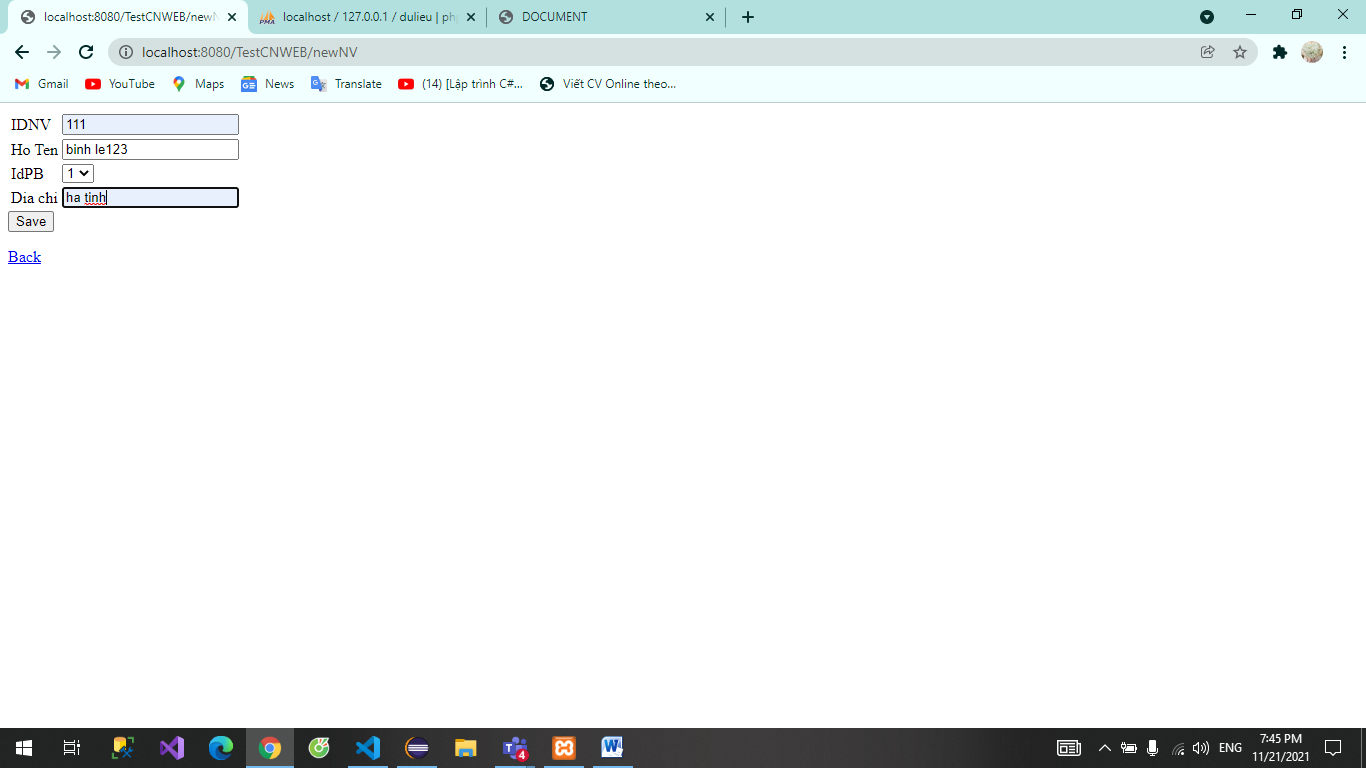 localhost:8080/TestCNWEB/newN
localhost / 127.0.0.1 / dulieu | ph
DOCUMENT
localhost:8080/TestCNWEB/newNV
Gmail YouTube Maps News Translate (14) [Lập trình C#... Viết CV Online theo...
IDNV 111
Ho Ten binh le123
IdPB 1
Dia chi ha tinh
Save
Back
4
ENG
7:45 PM
11/21/2021